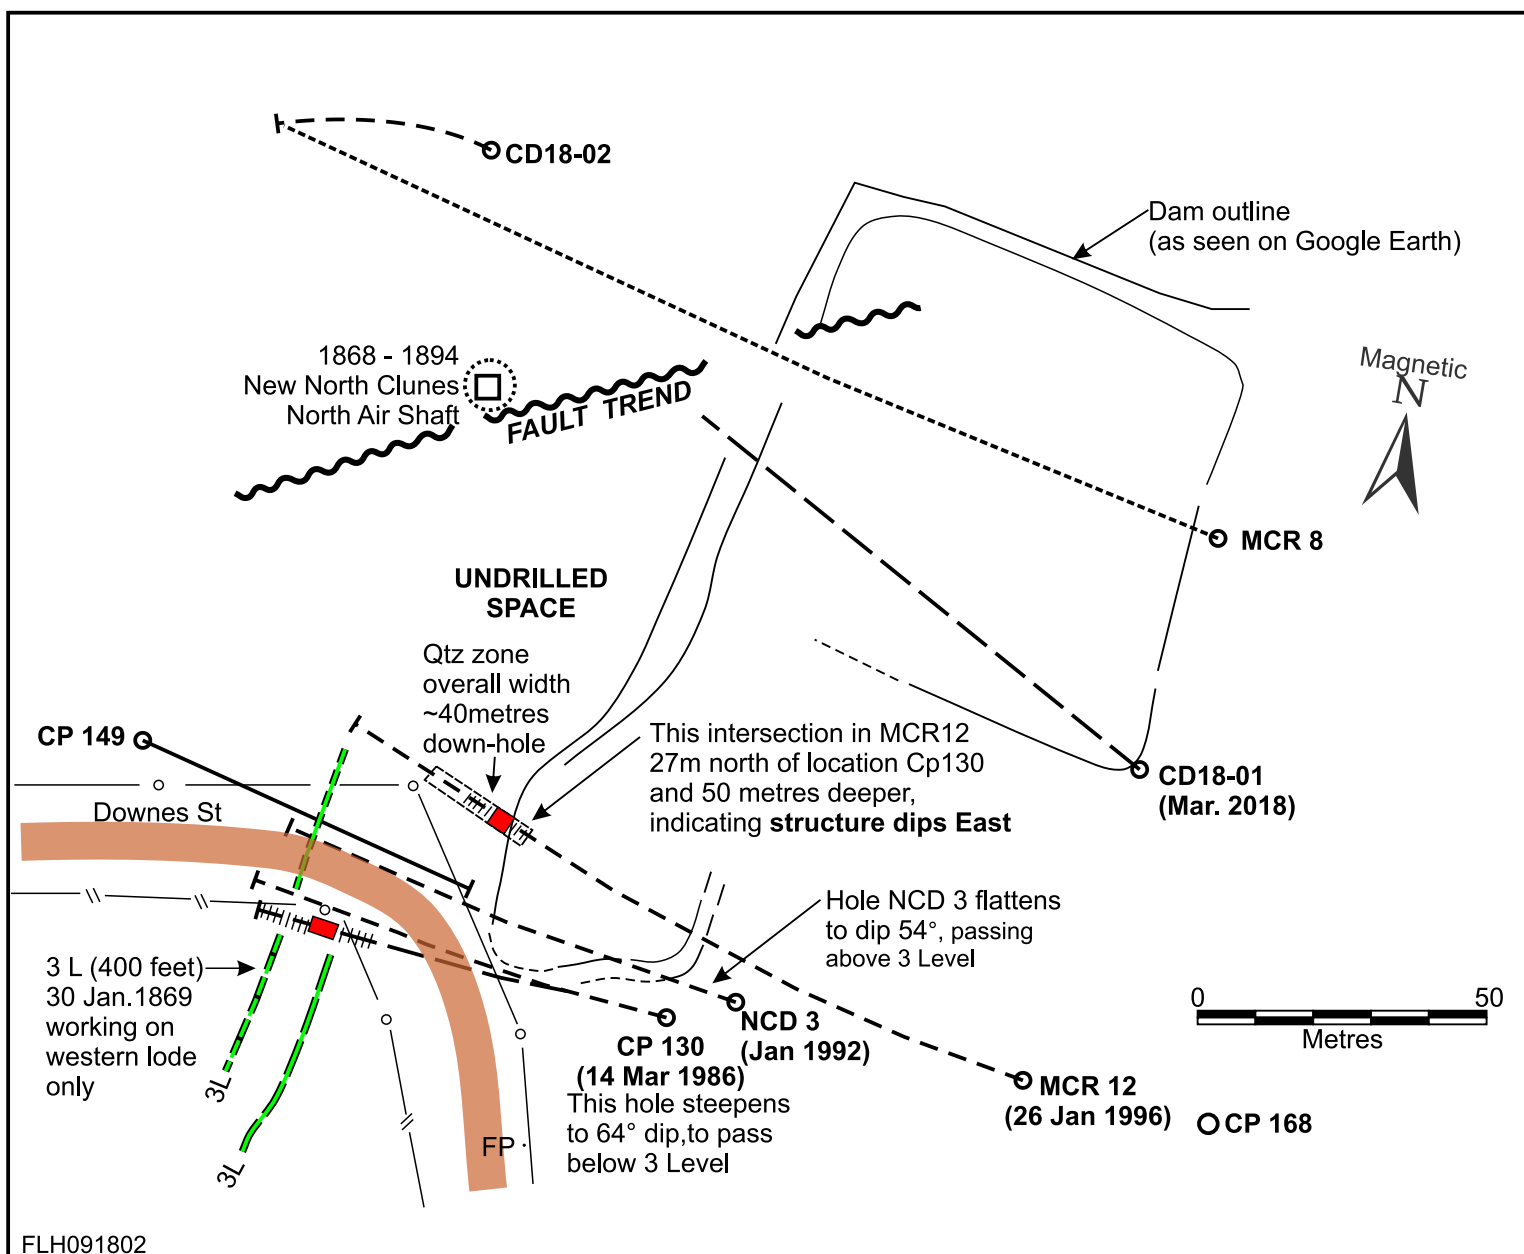 CD18-02
Dam outline
(as seen on Google Earth)
1868 - 1894
New North Clunes
North Air Shaft
FAULT TREND
Magnetic
N
MCR 8
UNDRILLED
SPACE
Qtz zone
overall width
~40metres
down-hole
CP 149
This intersection in MCR12
27m north of location Cp130
and 50 metres deeper,
indicating structure dips East
CD18-01
(Mar. 2018)
Downes St
Hole NCD 3 flattens
to dip 54°, passing
above 3 Level
3 L (400 feet)
30 Jan.1869
working on
western lode
only
0 50
Metres
NCD 3
(Jan 1992)
CP 130
(14 Mar 1986)
This hole steepens
to 64° dip,to pass
below 3 Level
MCR 12
(26 Jan 1996)
CP 168
3L
3L
FP
FLH091802